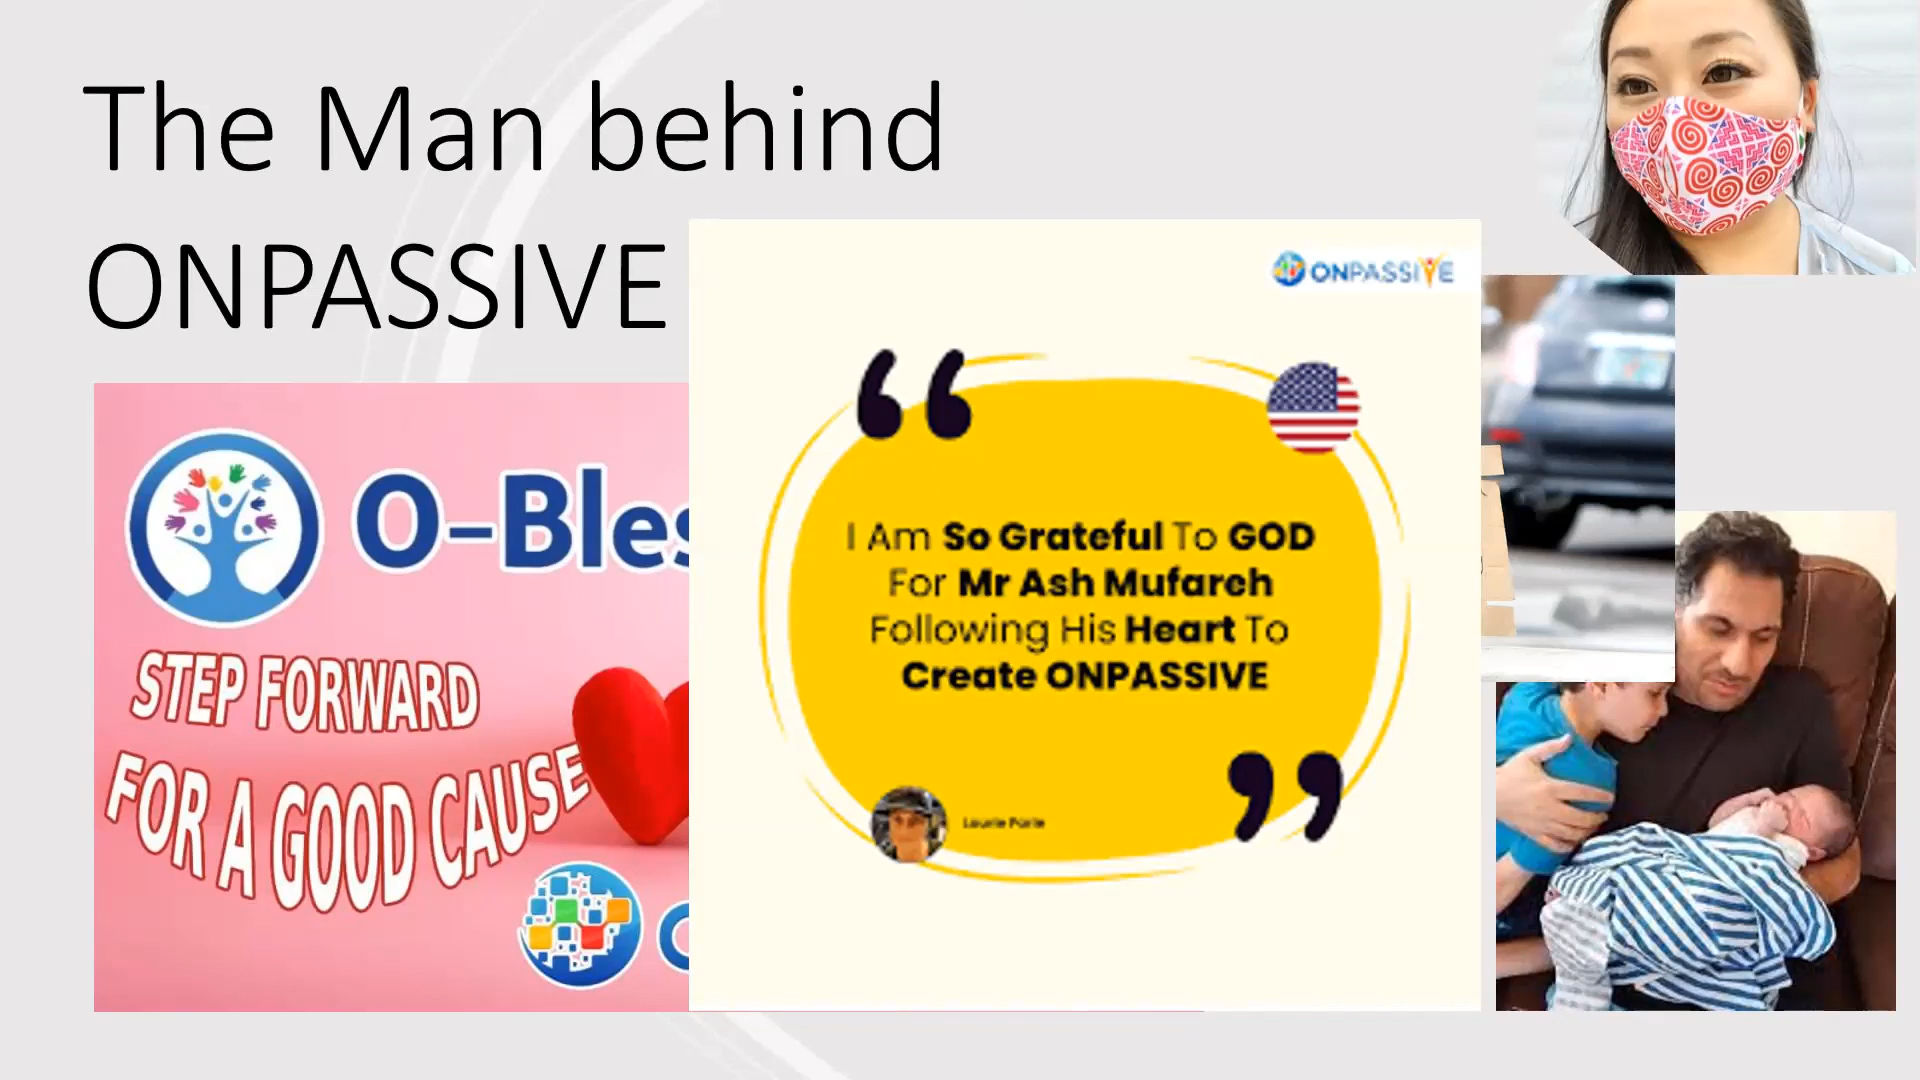 The Man behind
ONPASSIVE
ONPASSIVE
I Am So Grateful To GOD
For Mr Ash Mufareh
Following His Heart To
Create ONPASSIVE
O-Bles
STEP FORWARD
FOR A GOOD CAUSE